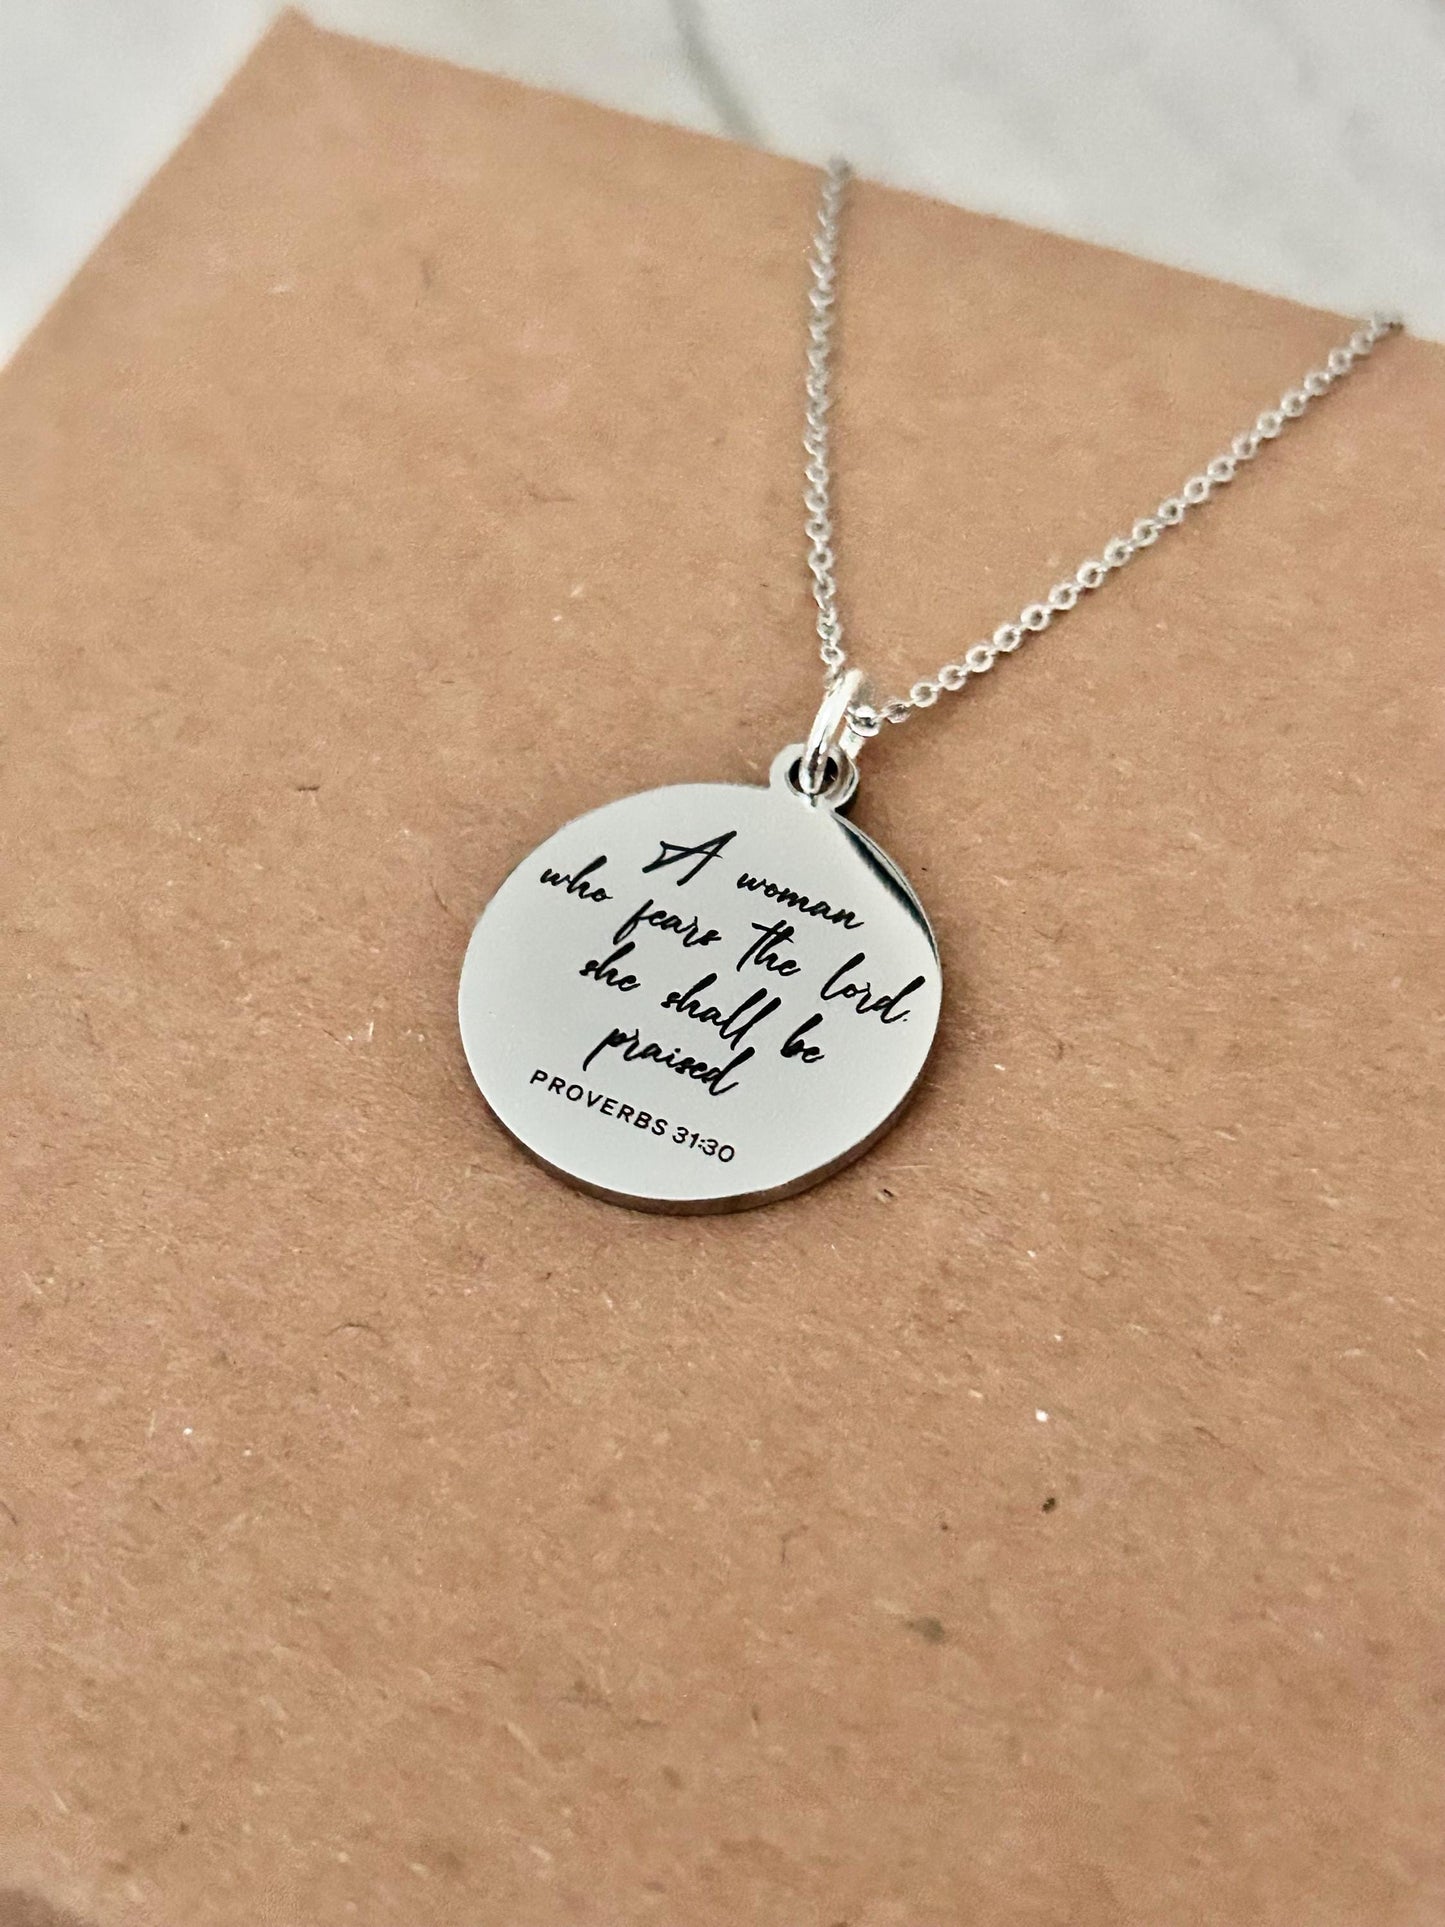 A woman
who fears the lord.
she shall be
praised
PROVERBS 31:30